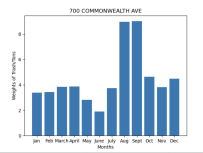 700 COMMONWEALTH AVE
Weights of Trash/Tons
8
6
4
2
0
Jan Feb March April May June July Aug Sept Oct Nov Dec
Months